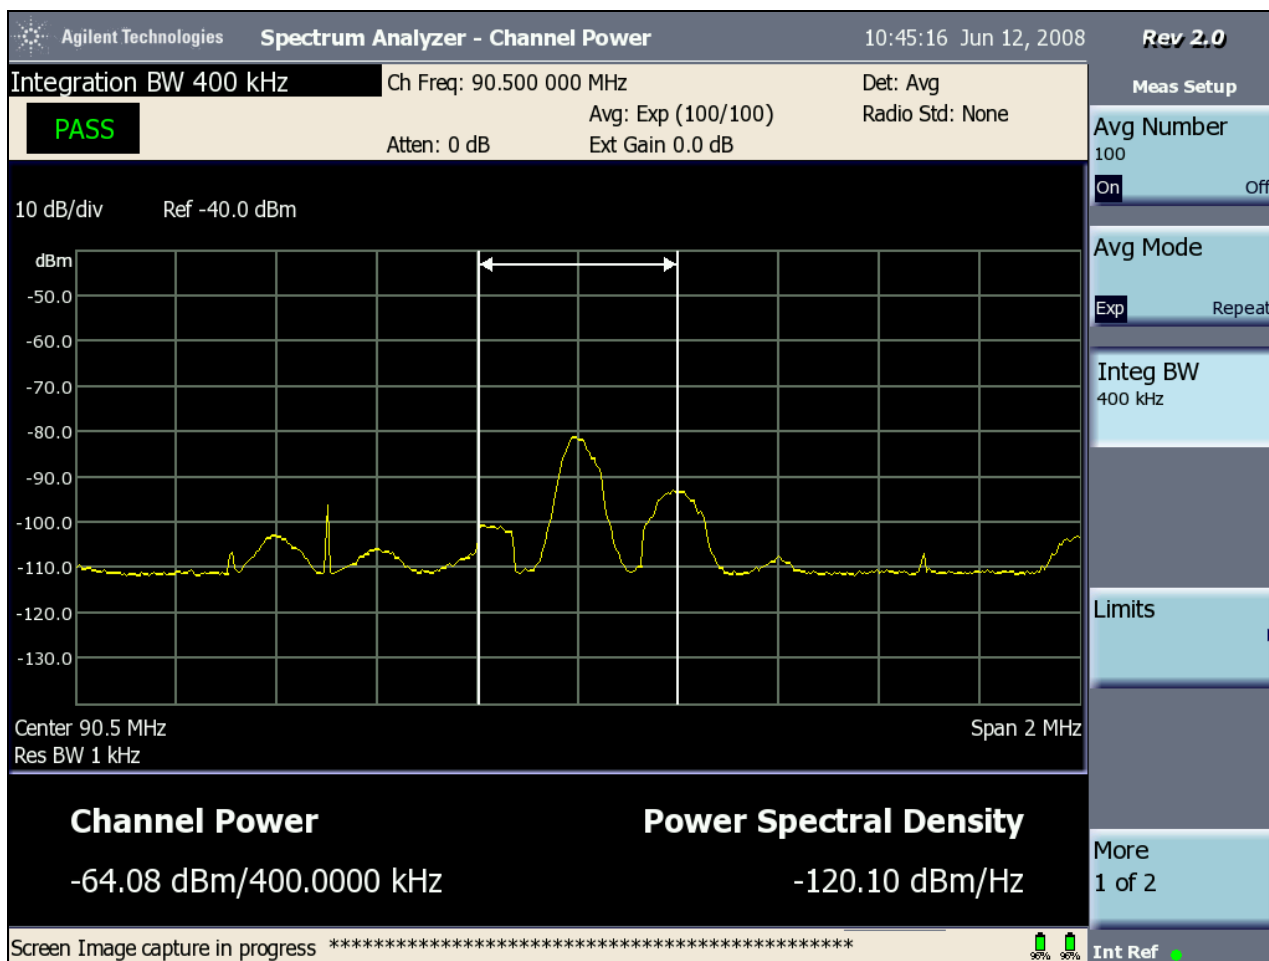 Agilent Technologies Spectrum Analyzer - Channel Power 10:45:16 Jun 12, 2008 Rev 2.0
Integration BW 400 kHz Ch Freq: 90.500 000 MHz Det: Avg
PASS Avg: Exp (100/100) Radio Std: None
Atten: 0 dB Ext Gain 0.0 dB
10 dB/div Ref -40.0 dBm
dBm
-50.0
-60.0
-70.0
-80.0
-90.0
-100.0
-110.0
-120.0
-130.0
Center 90.5 MHz Span 2 MHz
Res BW 1 kHz
Channel Power Power Spectral Density
-64.08 dBm/400.0000 kHz -120.10 dBm/Hz
Screen Image capture in progress ***********************************************
96% 96%
Meas Setup
Avg Number
100
On Off
Avg Mode
Exp Repeat
Integ BW
400 kHz
Limits
More
1 of 2
Int Ref